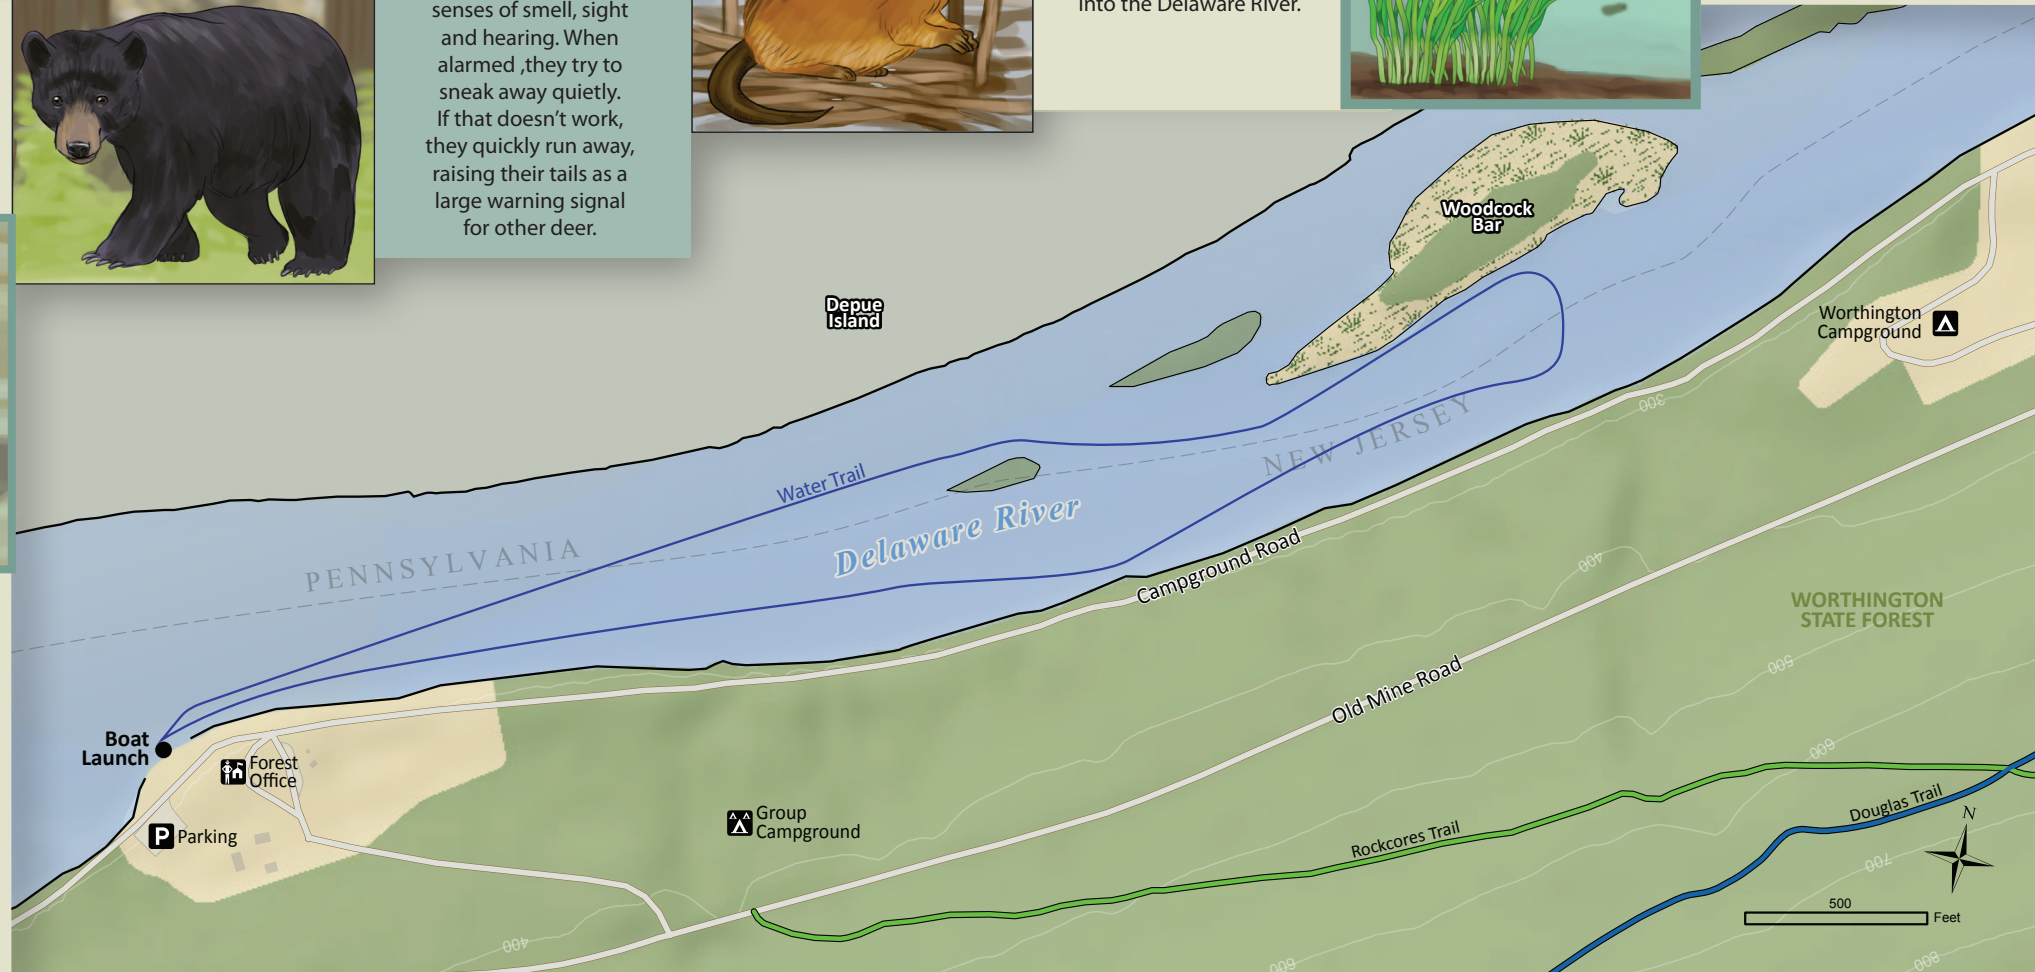 senses of smell, sight
and hearing. When
alarmed ,they try to
sneak away quietly.
If that doesn't work,
they quickly run away,
raising their tails as a
large warning signal
for other deer.
into the Delaware River.
Woodcock
Bar
Depue
Island
Worthington
Campground
300
NEW JERSEY
Water Trail
Delaware River
PENNSYLVANIA
Campground Road
400
WORTHINGTON
STATE FOREST
500
Old Mine Road
Boat
Launch
Forest
Office
600
P Parking
Group
Campground
Douglas Trail
Rockcores Trail
N
700
500
Feet
400
600
800